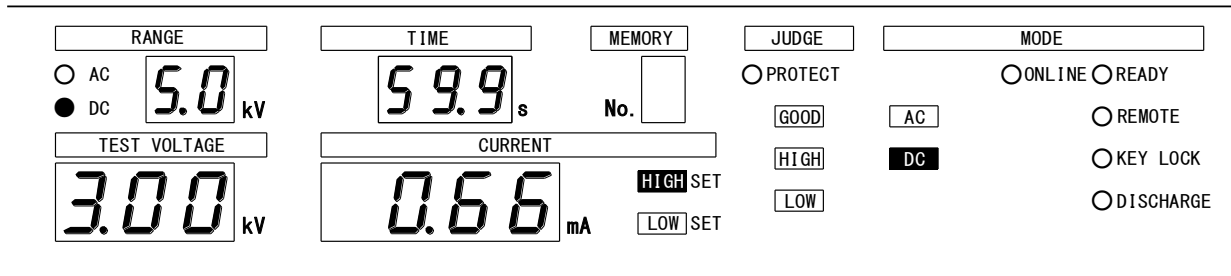 RANGE
TIME
MEMORY
JUDGE
MODE
AC
DC
5.0 kV
59.9 s
No.
PROTECT
ONLINE
READY
GOOD
AC
REMOTE
TEST VOLTAGE
CURRENT
HIGH
DC
KEY LOCK
3.00 kV
0.66 mA
HIGH SET
LOW SET
LOW
DISCHARGE